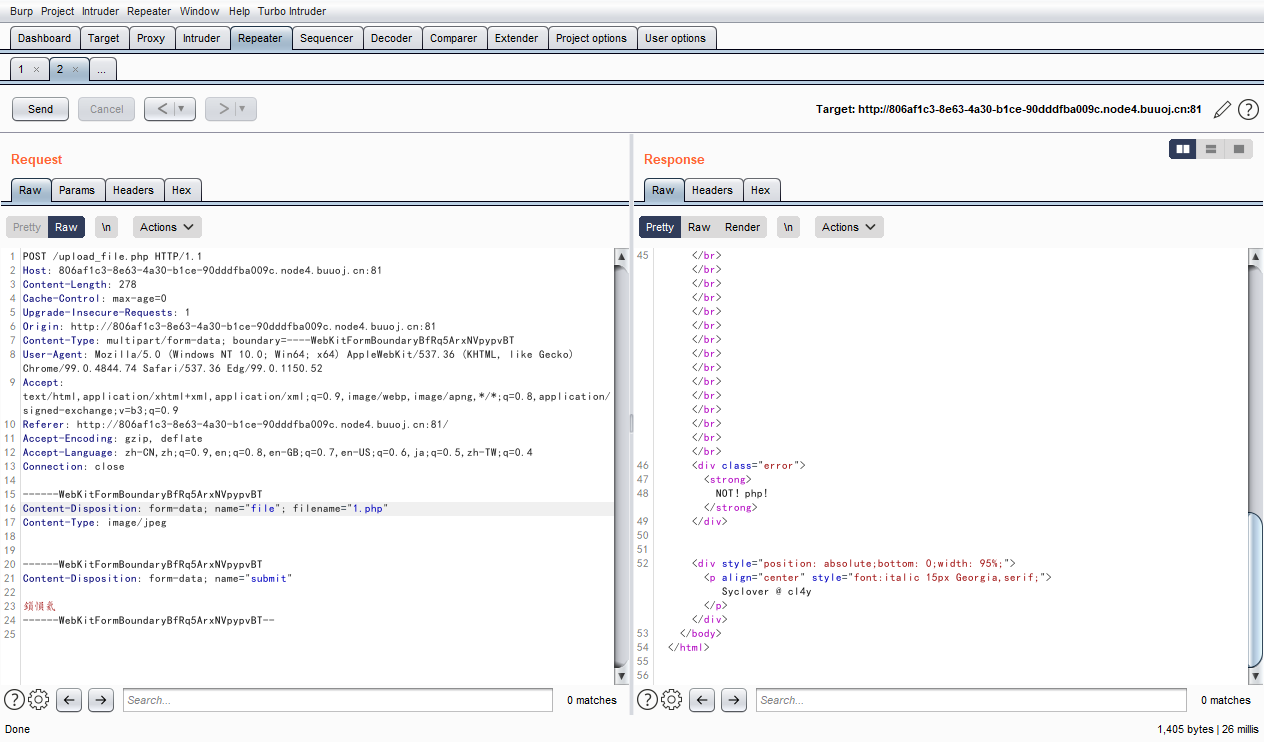 Burp Project Intruder Repeater Window Help Turbo Intruder
Dashboard Target Proxy Intruder Repeater Sequencer Decoder Comparer Extender Project options User options
1 × 2 × ...
Send Cancel < ▼ > ▼ Target: http://806af1c3-8e63-4a30-b1ce-90dddfba009c.node4.buuoj.cn:81 ?
Request
Raw Params Headers Hex
Pretty Raw \n Actions
1 POST /upload_file.php HTTP/1.1
2 Host: 806af1c3-8e63-4a30-b1ce-90dddfba009c.node4.buuoj.cn:81
3 Content-Length: 278
4 Cache-Control: max-age=0
5 Upgrade-Insecure-Requests: 1
6 Origin: http://806af1c3-8e63-4a30-b1ce-90dddfba009c.node4.buuoj.cn:81
7 Content-Type: multipart/form-data; boundary=----WebKitFormBoundaryBfRq5ArxNVpypvBT
8 User-Agent: Mozilla/5.0 (Windows NT 10.0; Win64; x64) AppleWebKit/537.36 (KHTML, like Gecko)
Chrome/99.0.4844.74 Safari/537.36 Edg/99.0.1150.52
9 Accept:
text/html,application/xhtml+xml,application/xml;q=0.9,image/webp,image/apng,*/*;q=0.8,application/
signed-exchange;v=b3;q=0.9
10 Referer: http://806af1c3-8e63-4a30-b1ce-90dddfba009c.node4.buuoj.cn:81/
11 Accept-Encoding: gzip, deflate
12 Accept-Language: zh-CN,zh;q=0.9,en;q=0.8,en-GB;q=0.7,en-US;q=0.6,ja;q=0.5,zh-TW;q=0.4
13 Connection: close
14
15 ------WebKitFormBoundaryBfRq5ArxNVpypvBT
16 Content-Disposition: form-data; name="file"; filename="1.php"
17 Content-Type: image/jpeg
18
19
20 ------WebKitFormBoundaryBfRq5ArxNVpypvBT
21 Content-Disposition: form-data; name="submit"
22
23
24 ------WebKitFormBoundaryBfRq5ArxNVpypvBT--
25
? Search... 0 matches
Response
Raw Headers Hex
Pretty Raw Render \n Actions
45 </br>
</br>
</br>
</br>
</br>
</br>
</br>
</br>
</br>
</br>
</br>
</br>
</br>
</br>
</br>
46 <div class="error">
47 <strong>
48 NOT! php!
</strong>
49 </div>
50
51
52 <div style="position: absolute;bottom: 0;width: 95%;">
<p align="center" style="font:italic 15px Georgia,serif;">
Syclover @ cl4y
</p>
</div>
53 </body>
54 </html>
55
56
? Search... 0 matches
Done 1,405 bytes | 26 millis